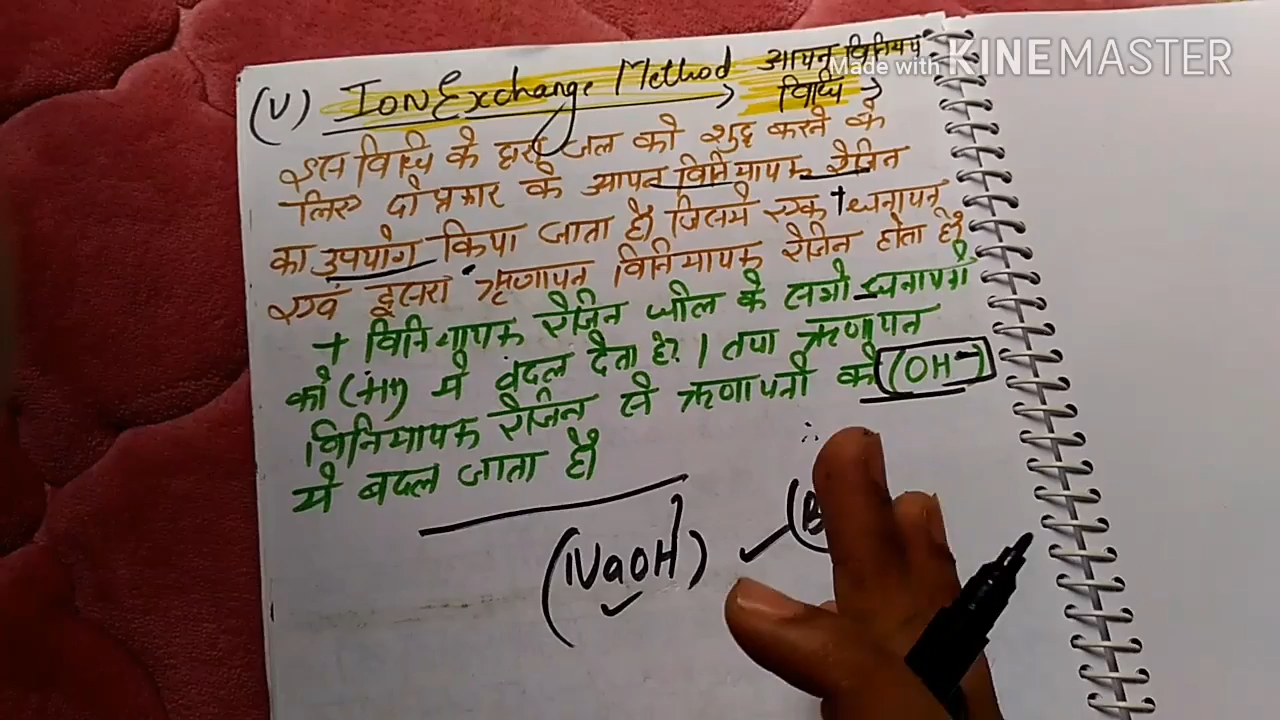 Made with KINEMASTER
(V) Ion Exchange Method → आयन विनिमय
विधि →
इस विधि के द्वारा जल को शुद्ध करने के
लिए दो प्रकार के आयन विनिमायक रेजिन
का उपयोग किया जाता है। जिसमे एक + धनायन
एवं दूसरा ऋणायन विनिमायक रेजिन होता है।
+ विनिमायक रेजिन के सभी धनायनो
को (+H) मे बदल देता है। तथा ऋणायन
विनिमायक रेजिन से ऋणायनो को (OH⁻)
मे बदल जाता है।
(NaOH)